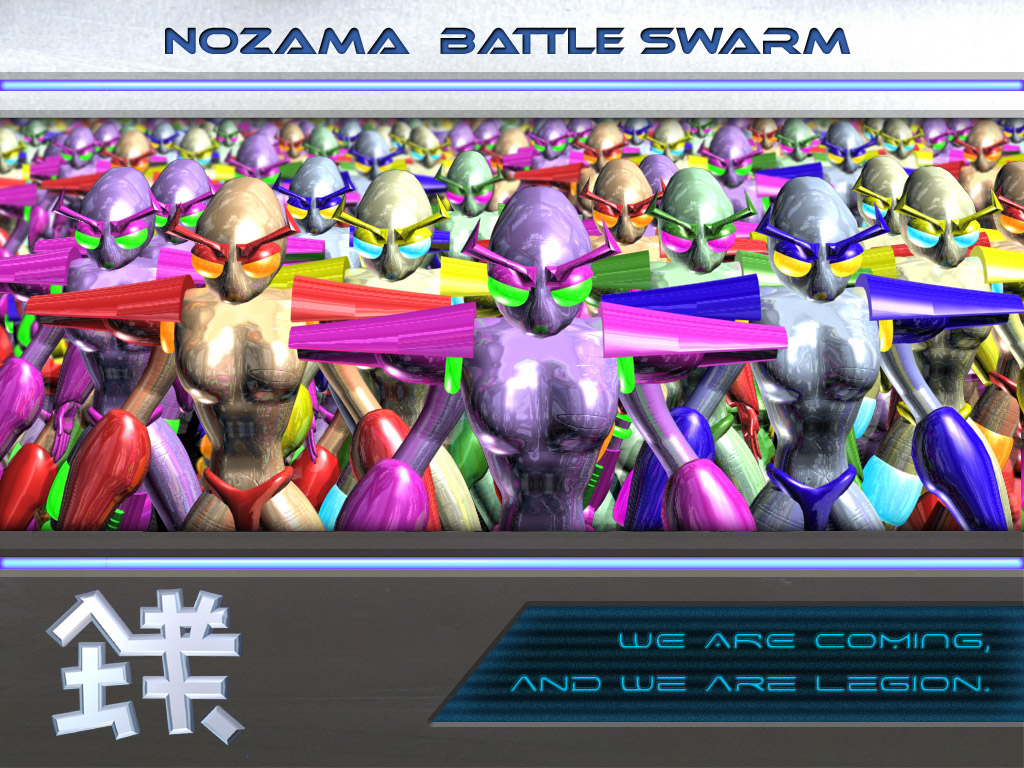 NOZAMA BATTLE SWARM
WE ARE COMING,
AND WE ARE LEGION.